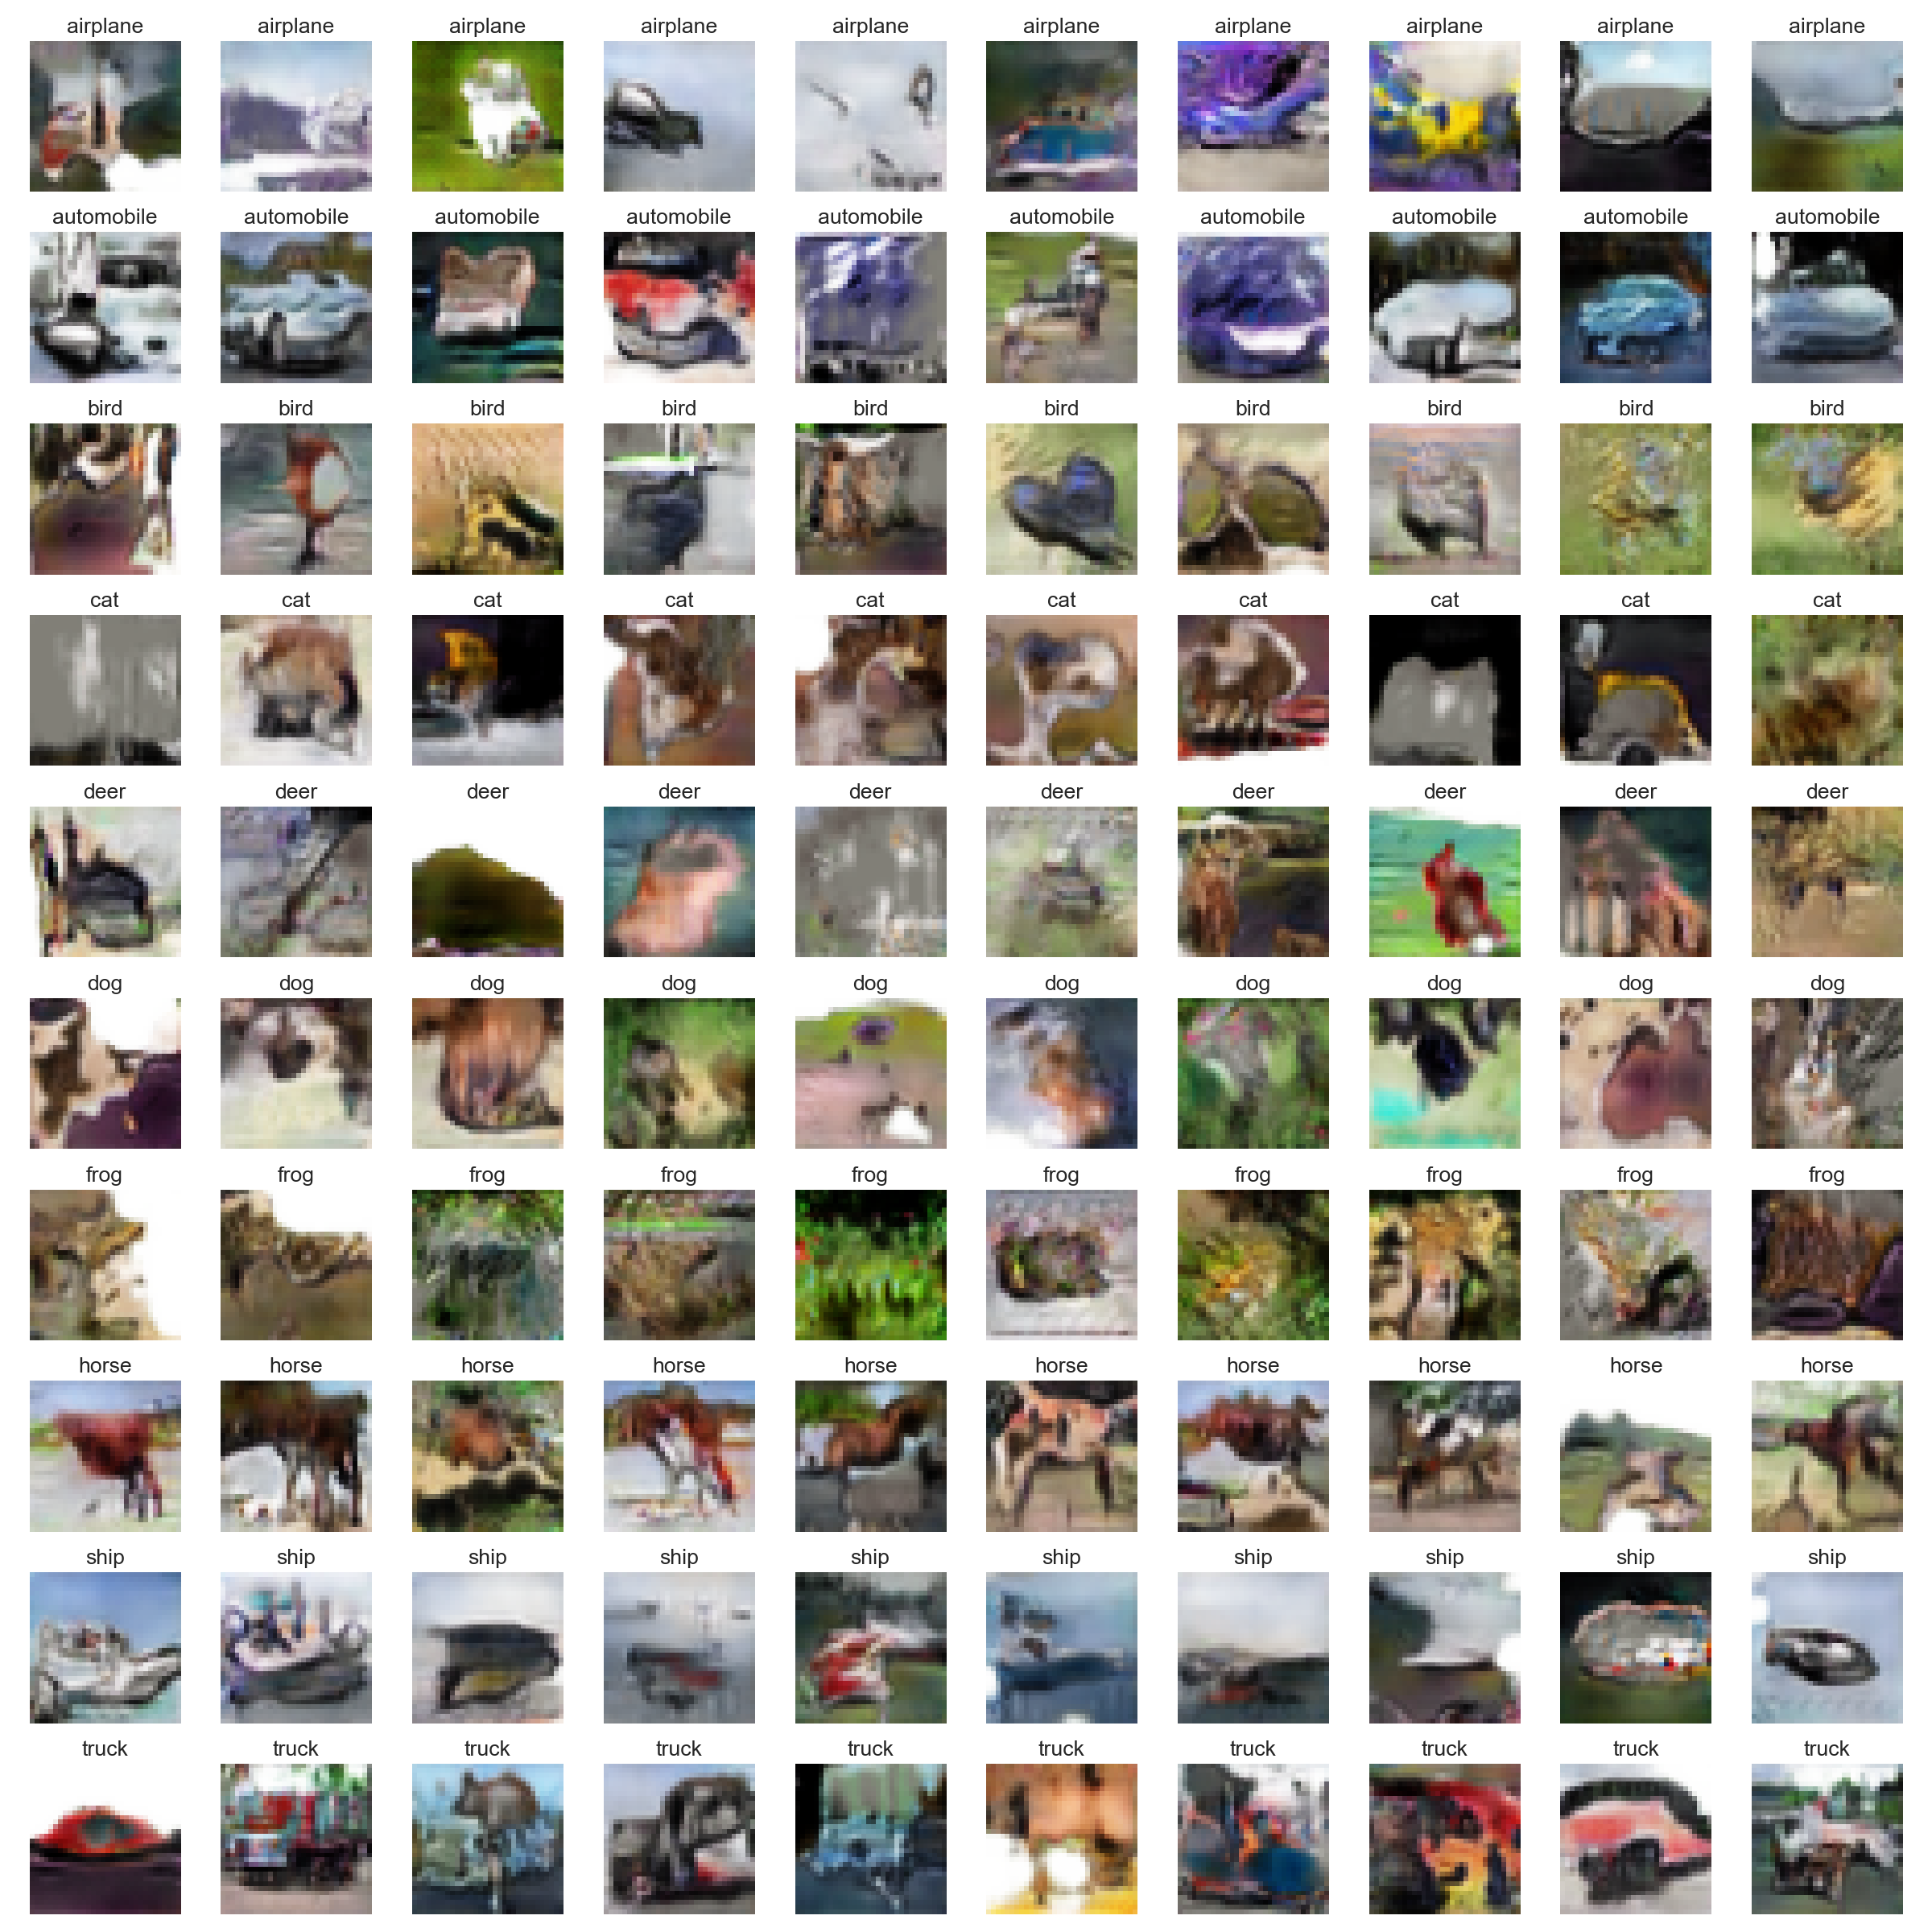 airplane airplane airplane airplane airplane airplane airplane airplane airplane airplane
automobile automobile automobile automobile automobile automobile automobile automobile automobile automobile
bird bird bird bird bird bird bird bird bird bird
cat cat cat cat cat cat cat cat cat cat
deer deer deer deer deer deer deer deer deer deer
dog dog dog dog dog dog dog dog dog dog
frog frog frog frog frog frog frog frog frog frog
horse horse horse horse horse horse horse horse horse horse
ship ship ship ship ship ship ship ship ship ship
truck truck truck truck truck truck truck truck truck truck